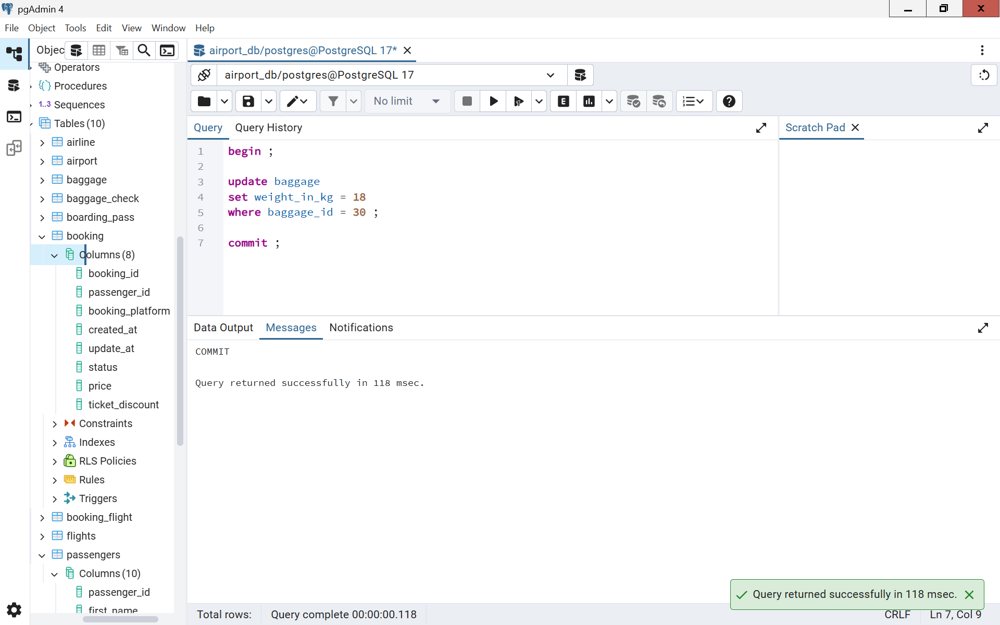 pgAdmin 4
File Object Tools Edit View Window Help
Objec
airport_db/postgres@PostgreSQL 17*
airport_db/postgres@PostgreSQL 17
No limit
E
Query Query History
Scratch Pad
Operators
Procedures
1..3 Sequences
Tables (10)
airline
airport
baggage
baggage_check
boarding_pass
booking
Columns (8)
booking_id
passenger_id
booking_platform
created_at
update_at
status
price
ticket_discount
Constraints
Indexes
RLS Policies
Rules
Triggers
booking_flight
flights
passengers
Columns (10)
passenger_id
first_name
1 begin ;
2
3 update baggage
4 set weight_in_kg = 18
5 where baggage_id = 30 ;
6
7 commit ;
Data Output Messages Notifications
COMMIT
Query returned successfully in 118 msec.
Query returned successfully in 118 msec.
Total rows: Query complete 00:00:00.118 CRLF Ln 7, Col 9